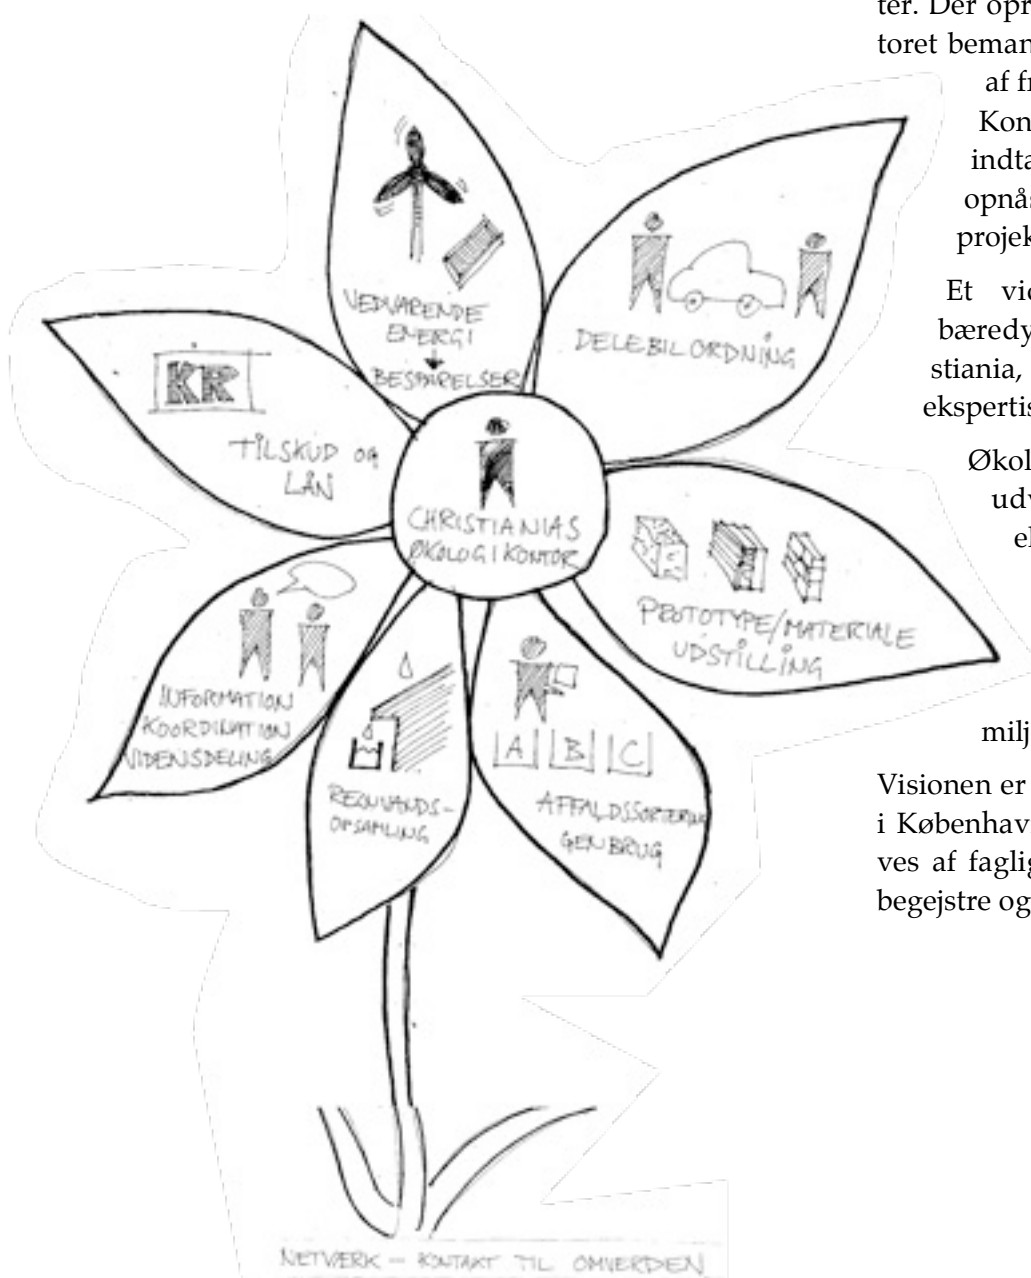 VEDVARENDE
ENERGI
BESPARELSER
DELEBILORDNING
KR
TILSKUD OG
LÅN
CHRISTIANIAS
ØKOLOGIKONTOR
PROTOTYPE/MATERIALE
UDSTILLING
INFORMATION
KOORDINATION
VIDENSDELING
REGNVANDS-
OPSAMLING
A B C
AFFALDSSORTERING
GENBRUG
NETVÆRK – KONTAKT TIL OMVERDEN
ter. Der opr
toret beman
af fr
Kon
indta
opnås
projek
Et vid
bæredy
stiania,
ekspertis
Økol
udv
el
milj
Visionen er
i Københav
ves af faglig
begejstre og